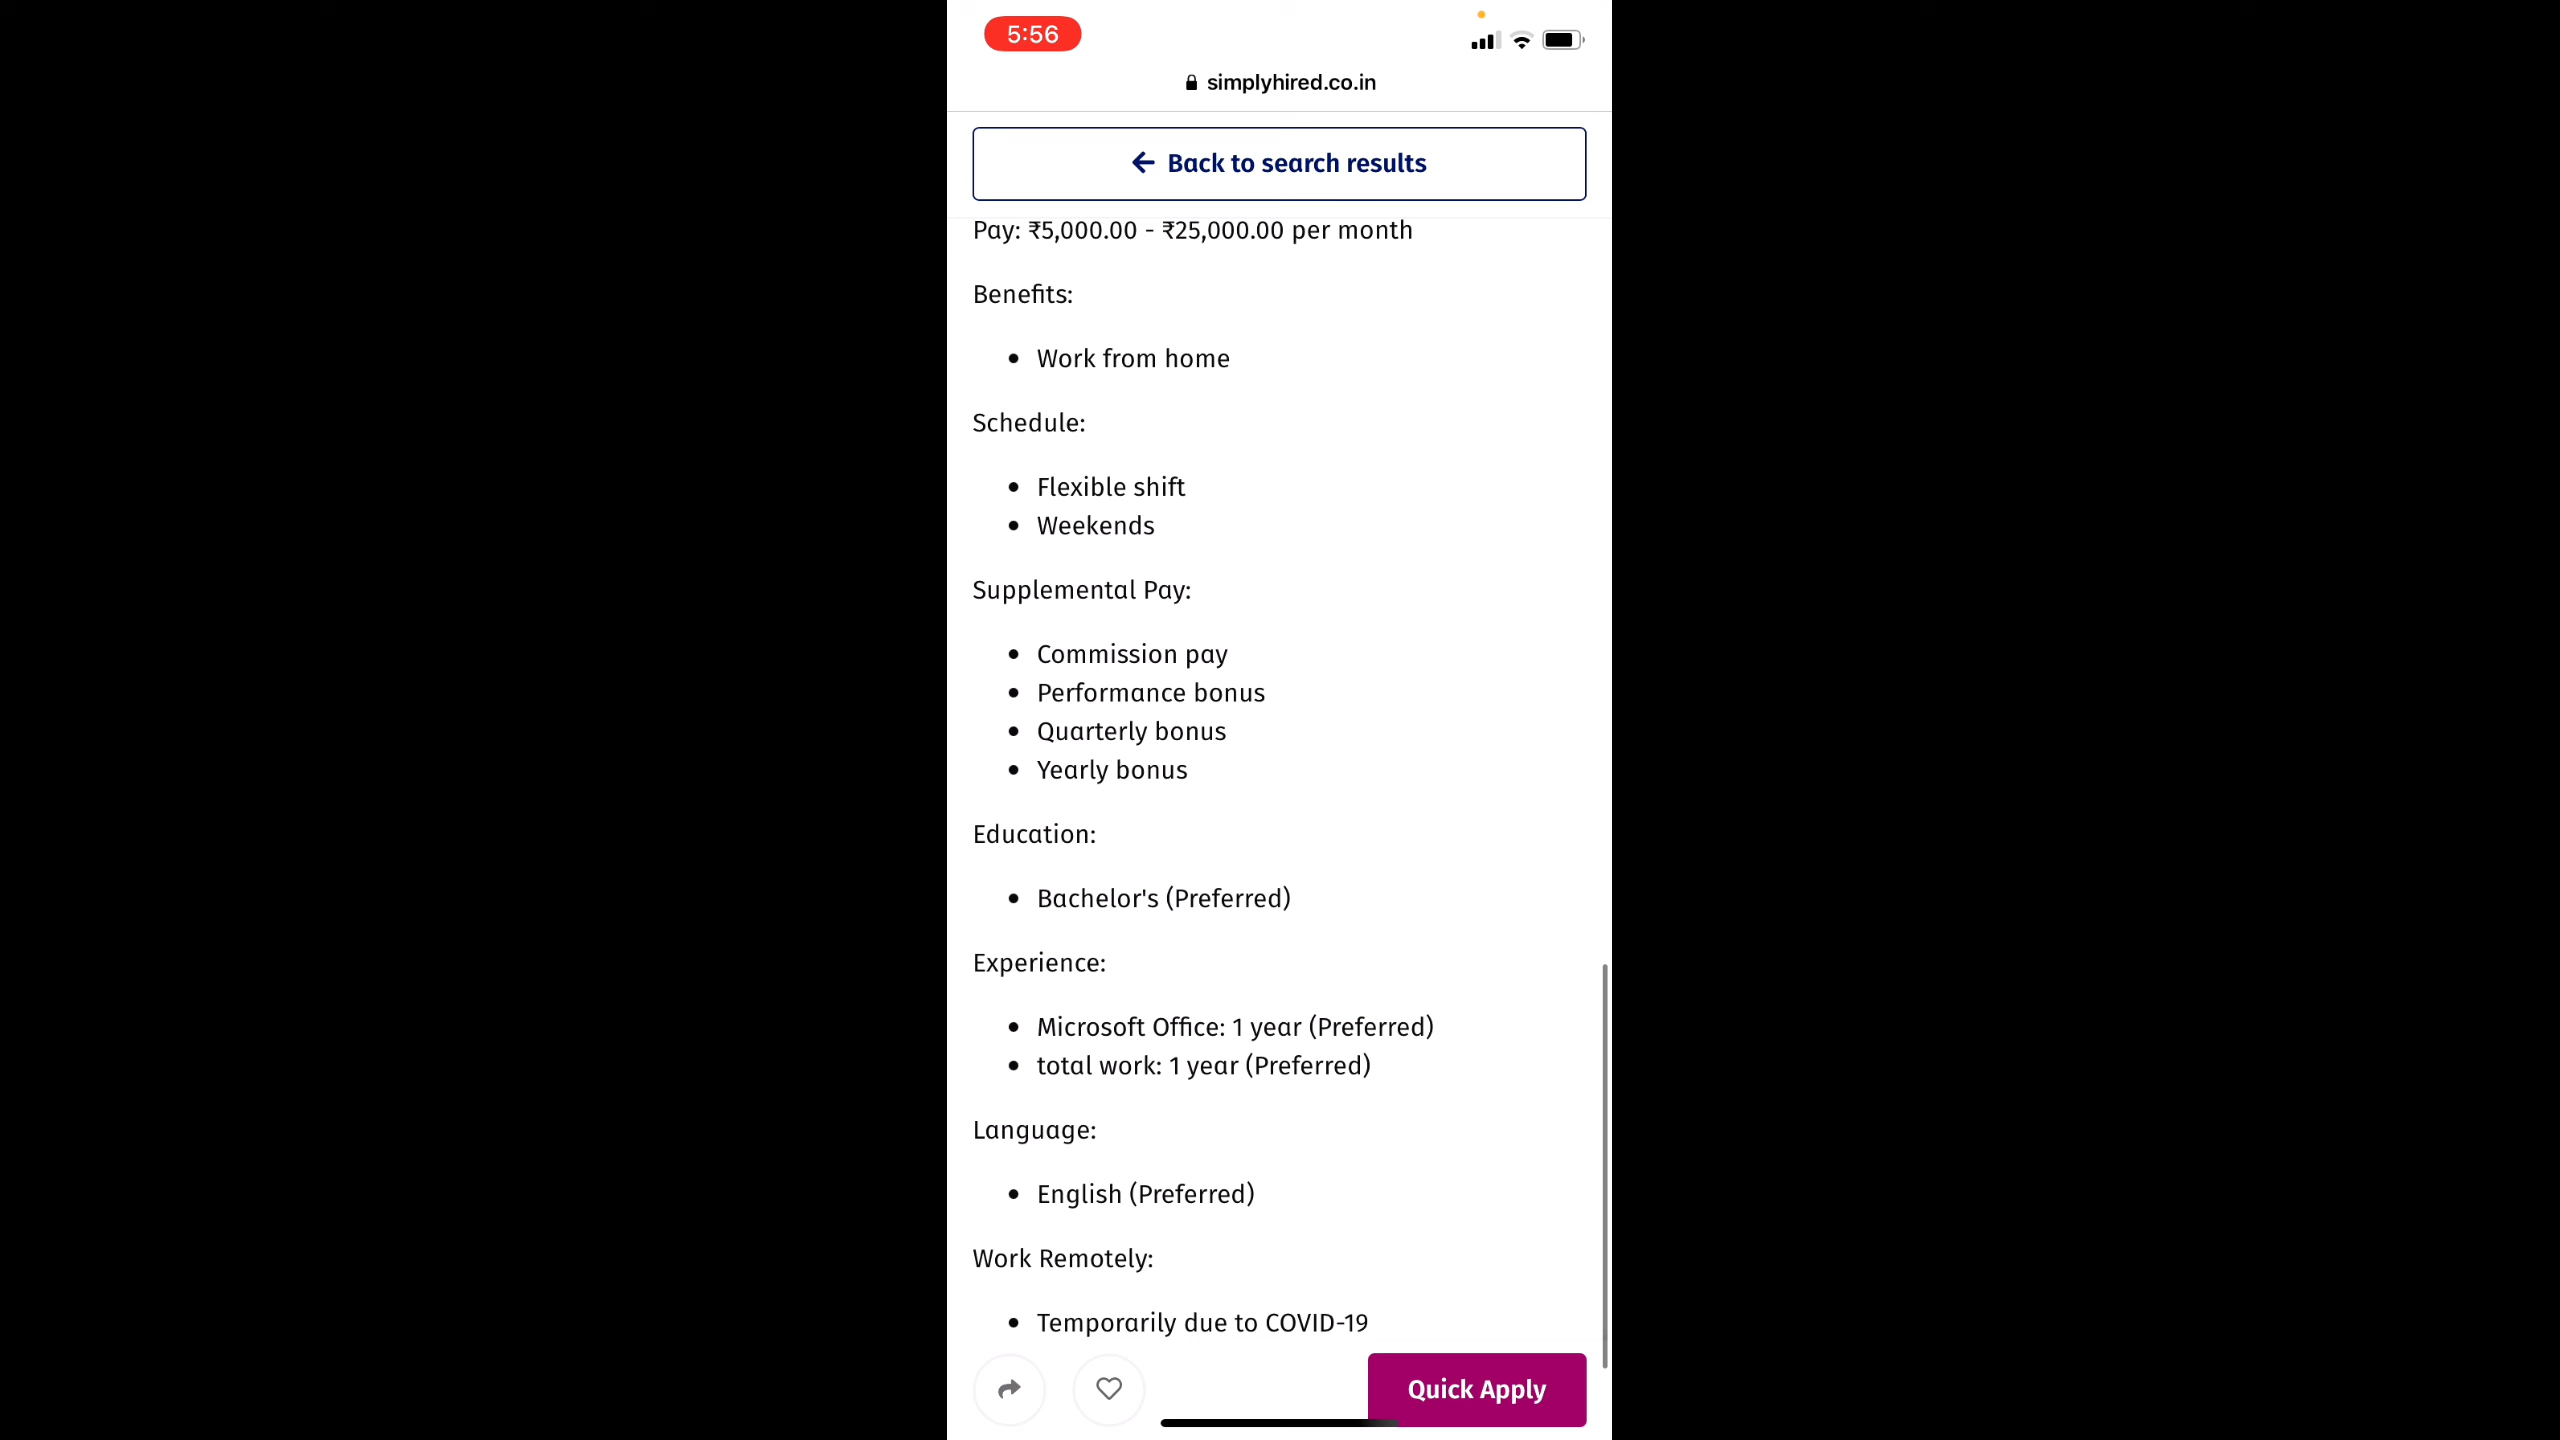 5:56
simplyhired.co.in
Back to search results
Pay: ₹5,000.00 - ₹25,000.00 per month
Benefits:
Work from home
Schedule:
Flexible shift
Weekends
Supplemental Pay:
Commission pay
Performance bonus
Quarterly bonus
Yearly bonus
Education:
Bachelor's (Preferred)
Experience:
Microsoft Office: 1 year (Preferred)
total work: 1 year (Preferred)
Language:
English (Preferred)
Work Remotely:
Temporarily due to COVID-19
Quick Apply